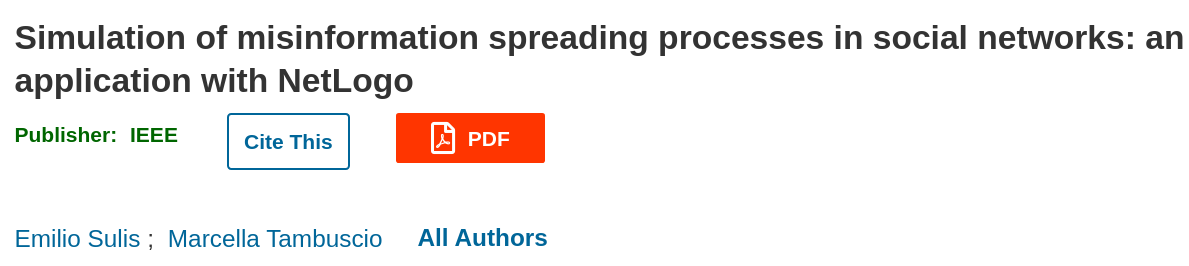 Simulation of misinformation spreading processes in social networks: an
application with NetLogo
Publisher: IEEE Cite This PDF
Emilio Sulis ; Marcella Tambuscio All Authors